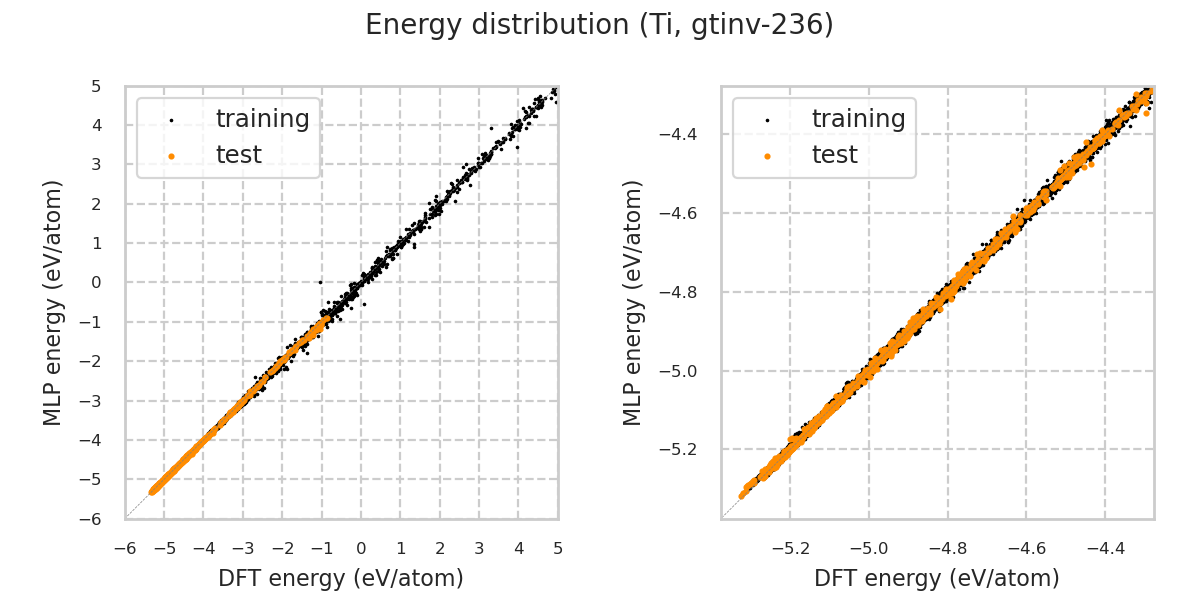 Energy distribution (Ti, gtinv-236)
MLP energy (eV/atom)
5
4
3
2
1
0
−1
−2
−3
−4
−5
−6
training
test
−6 −5 −4 −3 −2 −1 0 1 2 3 4 5
DFT energy (eV/atom)
MLP energy (eV/atom)
−4.4
−4.6
−4.8
−5.0
−5.2
training
test
−5.2 −5.0 −4.8 −4.6 −4.4
DFT energy (eV/atom)